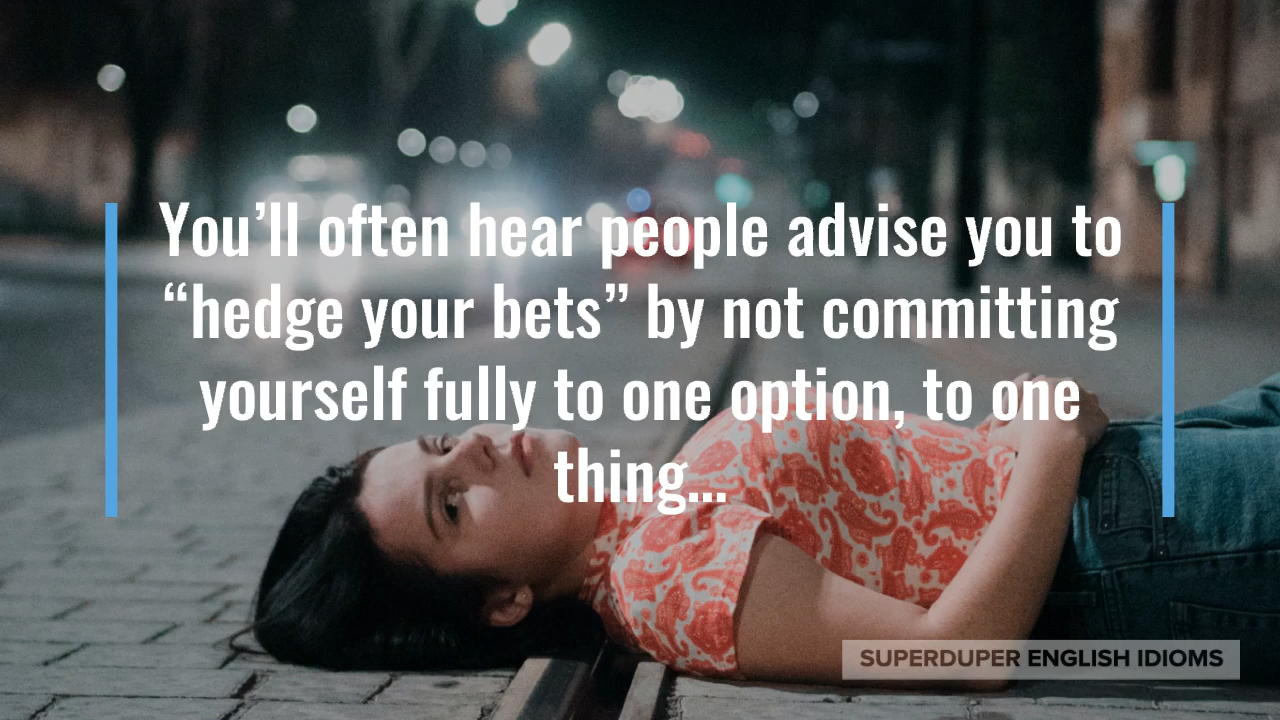 You’ll often hear people advise you to
“hedge your bets” by not committing
yourself fully to one option, to one
thing...
SUPERDUPER ENGLISH IDIOMS